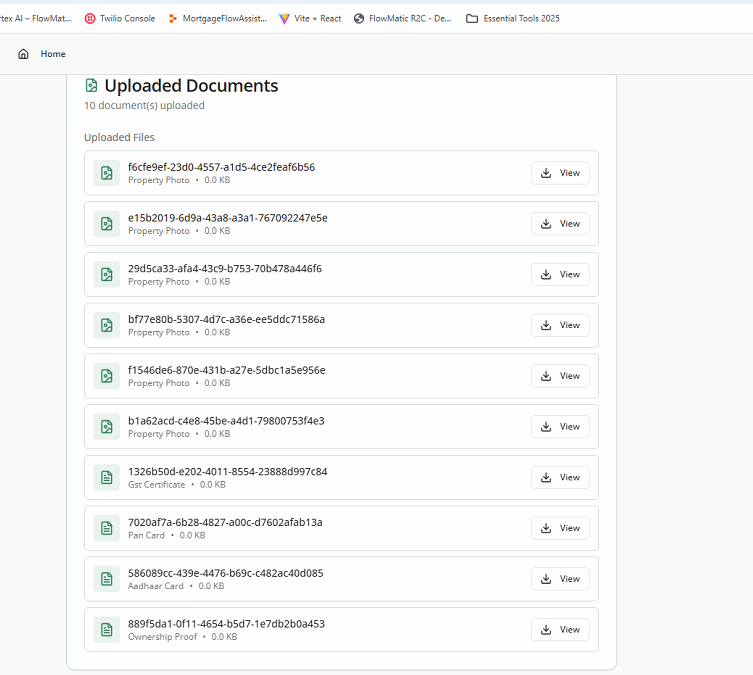 rtex AI – FlowMat... Twilio Console MortgageFlowAssist... Vite + React FlowMatic R2C - De... Essential Tools 2025
Home
Uploaded Documents
10 document(s) uploaded
Uploaded Files
f6cfe9ef-23d0-4557-a1d5-4ce2feaf6b56
Property Photo • 0.0 KB
View
e15b2019-6d9a-43a8-a3a1-767092247e5e
Property Photo • 0.0 KB
View
29d5ca33-afa4-43c9-b753-70b478a446f6
Property Photo • 0.0 KB
View
bf77e80b-5307-4d7c-a36e-ee5ddc71586a
Property Photo • 0.0 KB
View
f1546de6-870e-431b-a27e-5dbc1a5e956e
Property Photo • 0.0 KB
View
b1a62acd-c4e8-45be-a4d1-79800753f4e3
Property Photo • 0.0 KB
View
1326b50d-e202-4011-8554-23888d997c84
Gst Certificate • 0.0 KB
View
7020af7a-6b28-4827-a00c-d7602afab13a
Pan Card • 0.0 KB
View
586089cc-439e-4476-b69c-c482ac40d085
Aadhaar Card • 0.0 KB
View
889f5da1-0f11-4654-b5d7-1e7db2b0a453
Ownership Proof • 0.0 KB
View